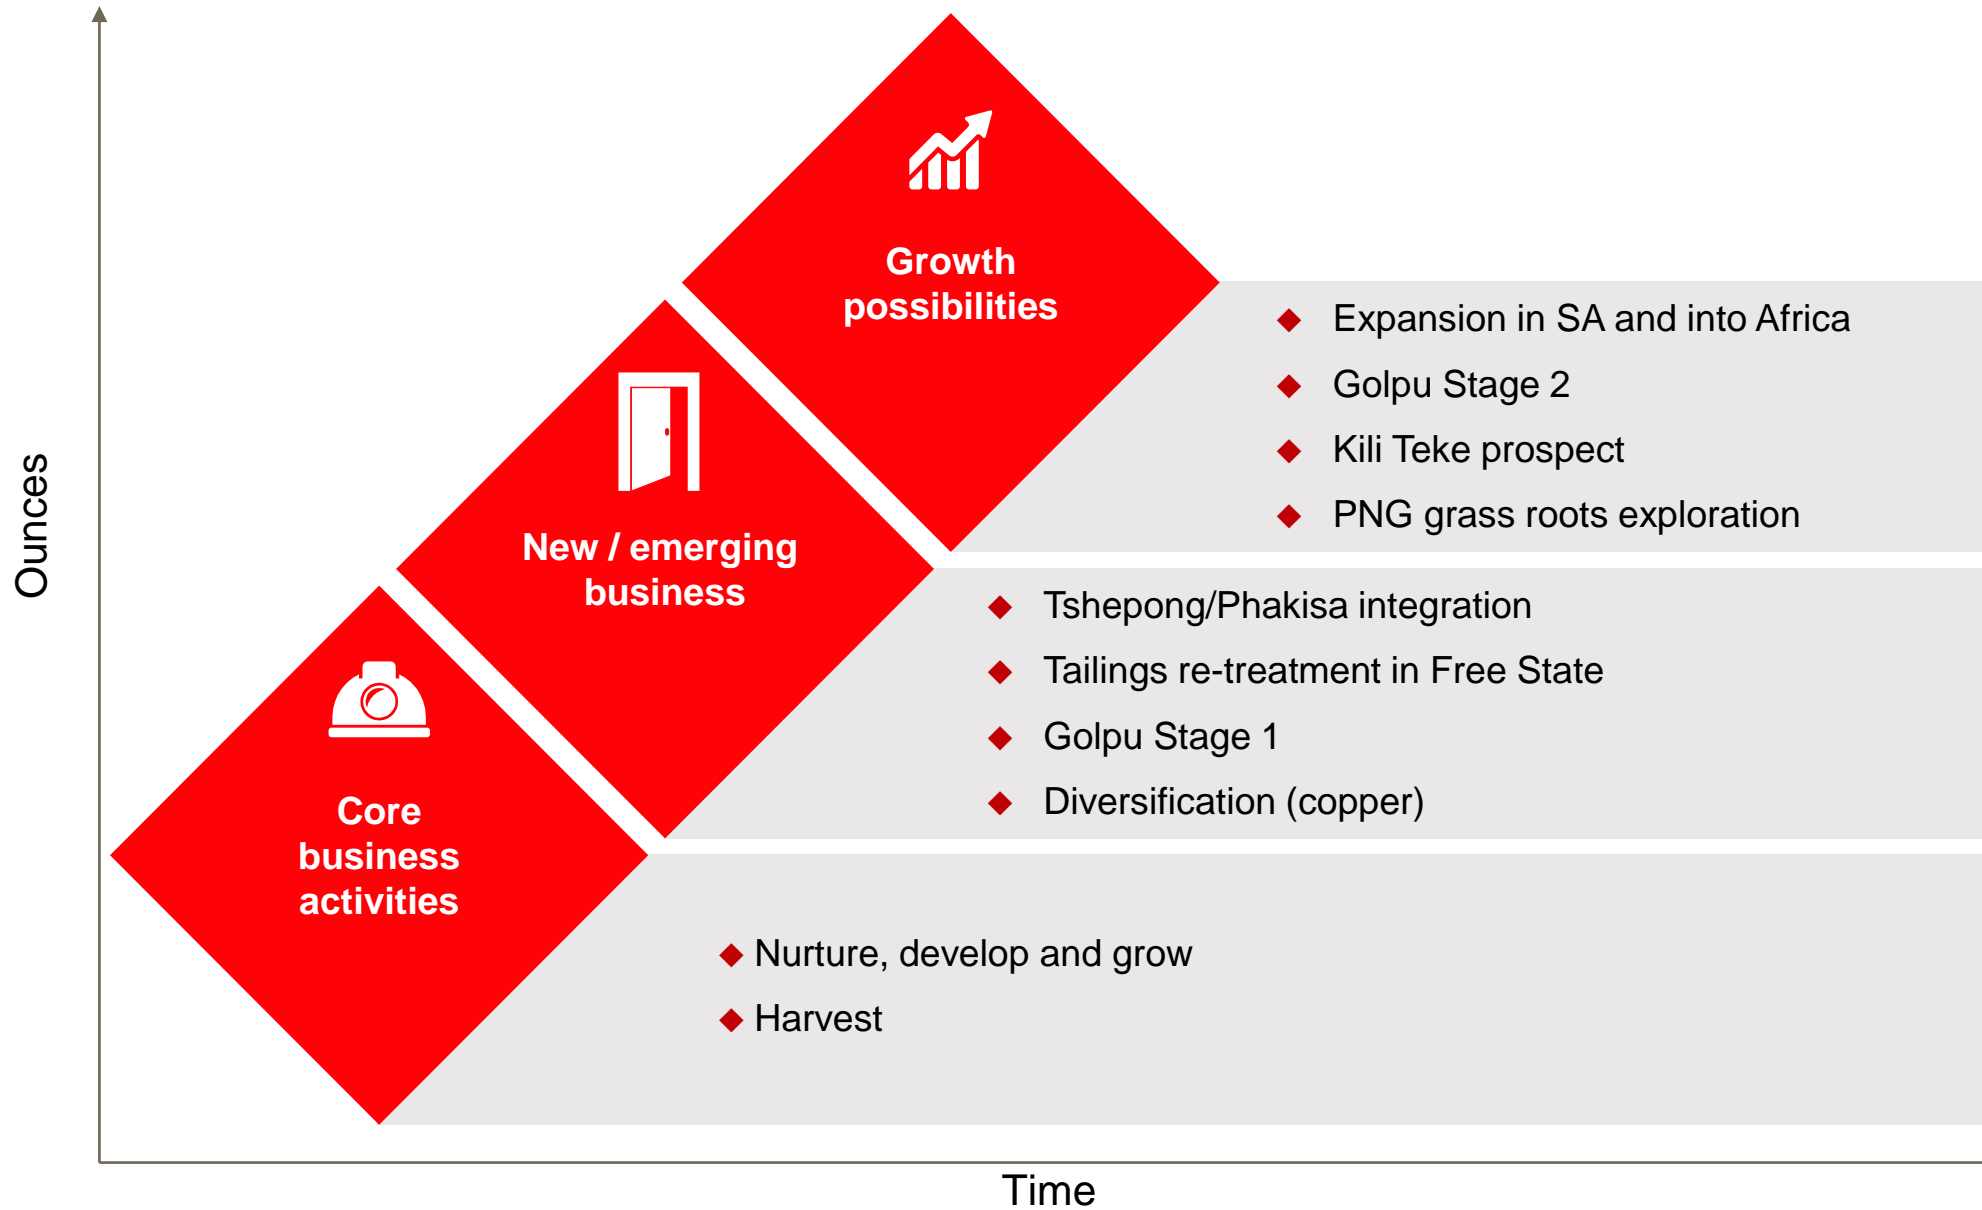 Ounces
Growth
possibilities
Expansion in SA and into Africa
Golpu Stage 2
Kili Teke prospect
PNG grass roots exploration
New / emerging
business
Tshepong/Phakisa integration
Tailings re-treatment in Free State
Golpu Stage 1
Diversification (copper)
Core
business
activities
Nurture, develop and grow
Harvest
Time